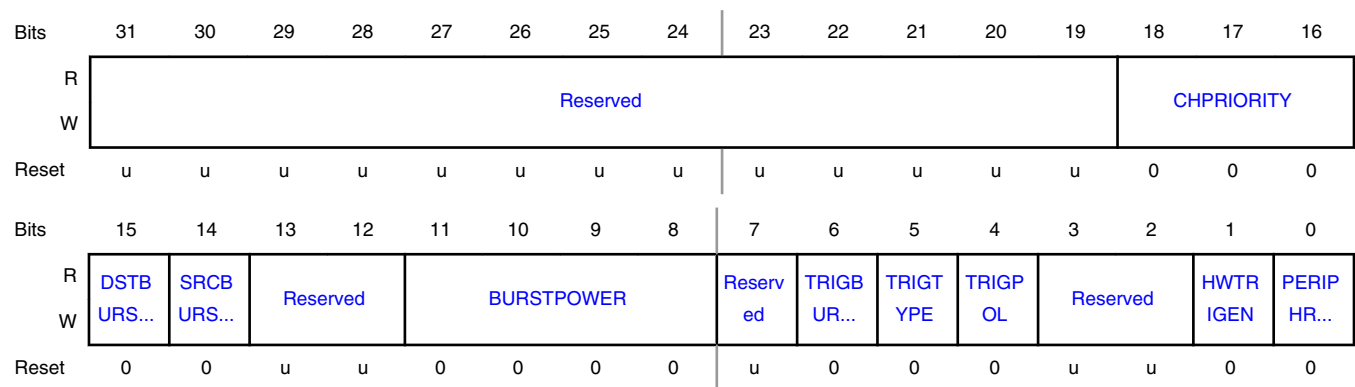 Bits 31 30 29 28 27 26 25 24 23 22 21 20 19 18 17 16
R
Reserved CHPRIORITY
W
Reset u u u u u u u u u u u u u 0 0 0
Bits 15 14 13 12 11 10 9 8 7 6 5 4 3 2 1 0
R DSTB SRCB Reserved BURSTPOWER Reserv TRIGB TRIGT TRIGP Reserved HWTR PERIP
W URS... URS... ed UR... YPE OL IGEN HR...
Reset 0 0 u u 0 0 0 0 u 0 0 0 u u 0 0